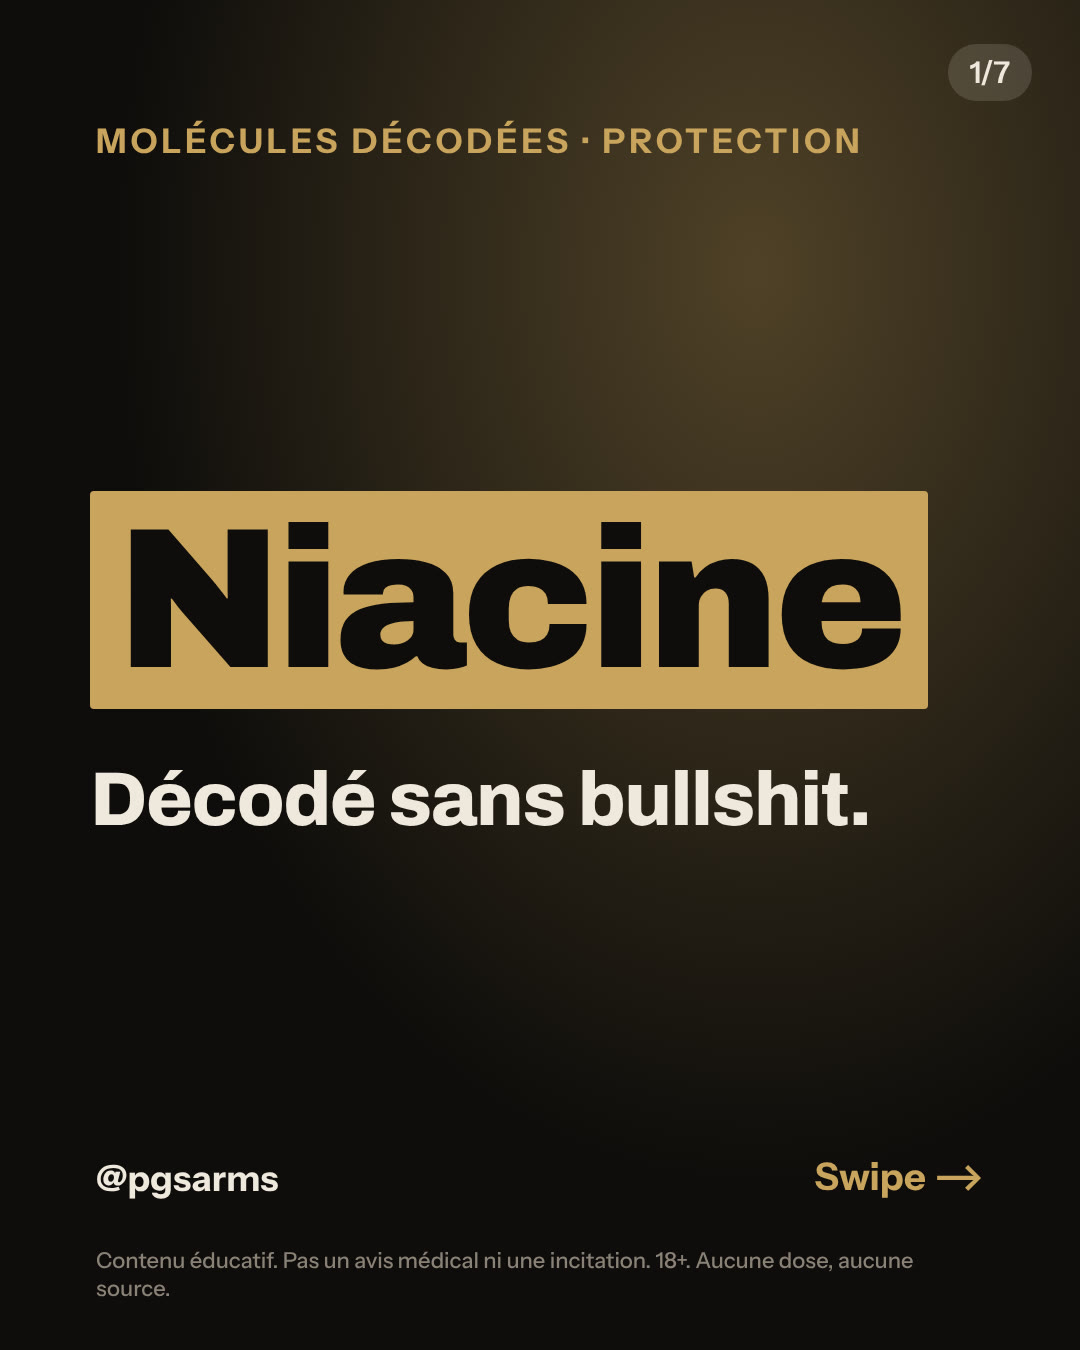 1/7
MOLÉCULES DÉCODÉES · PROTECTION
Niacine
Décodé sans bullshit.
@pgsarms
Swipe →
Contenu éducatif. Pas un avis médical ni une incitation. 18+. Aucune dose, aucune
source.